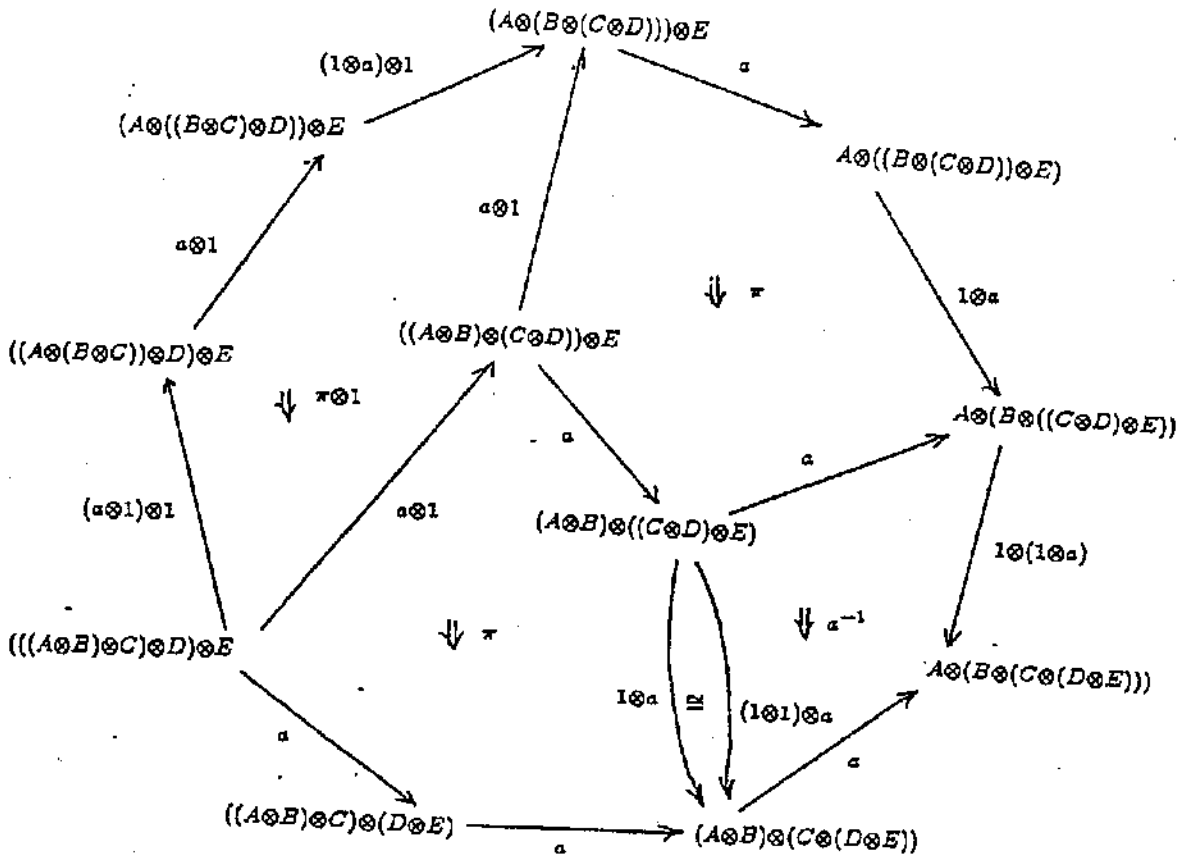 (A⊗(B⊗(C⊗D)))⊗E
(1⊗a)⊗1
a
(A⊗((B⊗C)⊗D))⊗E
A⊗((B⊗(C⊗D))⊗E)
a⊗1
a⊗1
⇓ π
1⊗a
((A⊗(B⊗C))⊗D)⊗E
((A⊗B)⊗(C⊗D))⊗E
⇓ π⊗1
A⊗(B⊗((C⊗D)⊗E))
a
a
(a⊗1)⊗1
a⊗1
(A⊗B)⊗((C⊗D)⊗E)
1⊗(1⊗a)
(((A⊗B)⊗C)⊗D)⊗E
⇓ π
⇓ a⁻¹
A⊗(B⊗(C⊗(D⊗E)))
1⊗a
≅
(1⊗1)⊗a
a
a
((A⊗B)⊗C)⊗(D⊗E)
a
(A⊗B)⊗(C⊗(D⊗E))